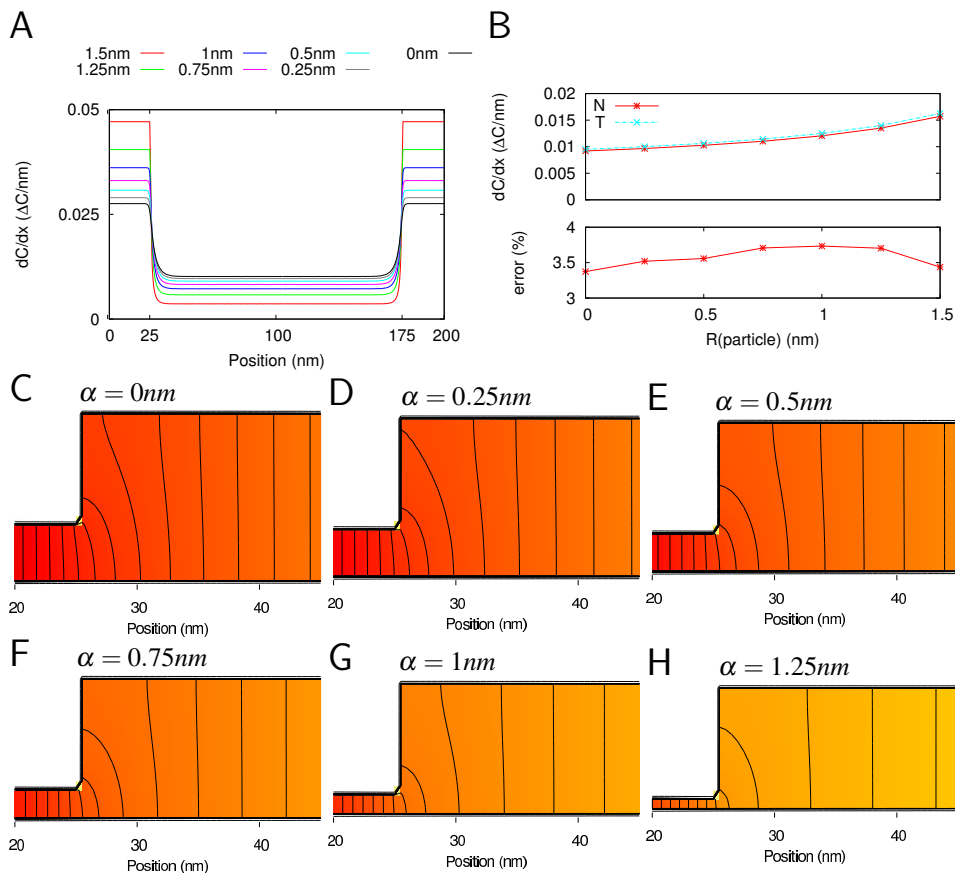 A
1.5nm 1nm 0.5nm 0nm
1.25nm 0.75nm 0.25nm
dC/dx (ΔC/nm)
0.05
0.025
0
0 25 100 175 200
Position (nm)
B
dC/dx (ΔC/nm)
0.02
0.015
0.01
0.005
0
N
T
error (%)
4
3.5
3
0 0.5 1 1.5
R(particle) (nm)
C
α = 0nm
20 30 40
Position (nm)
D
α = 0.25nm
20 30 40
Position (nm)
E
α = 0.5nm
20 30 40
Position (nm)
F
α = 0.75nm
20 30 40
Position (nm)
G
α = 1nm
20 30 40
Position (nm)
H
α = 1.25nm
20 30 40
Position (nm)